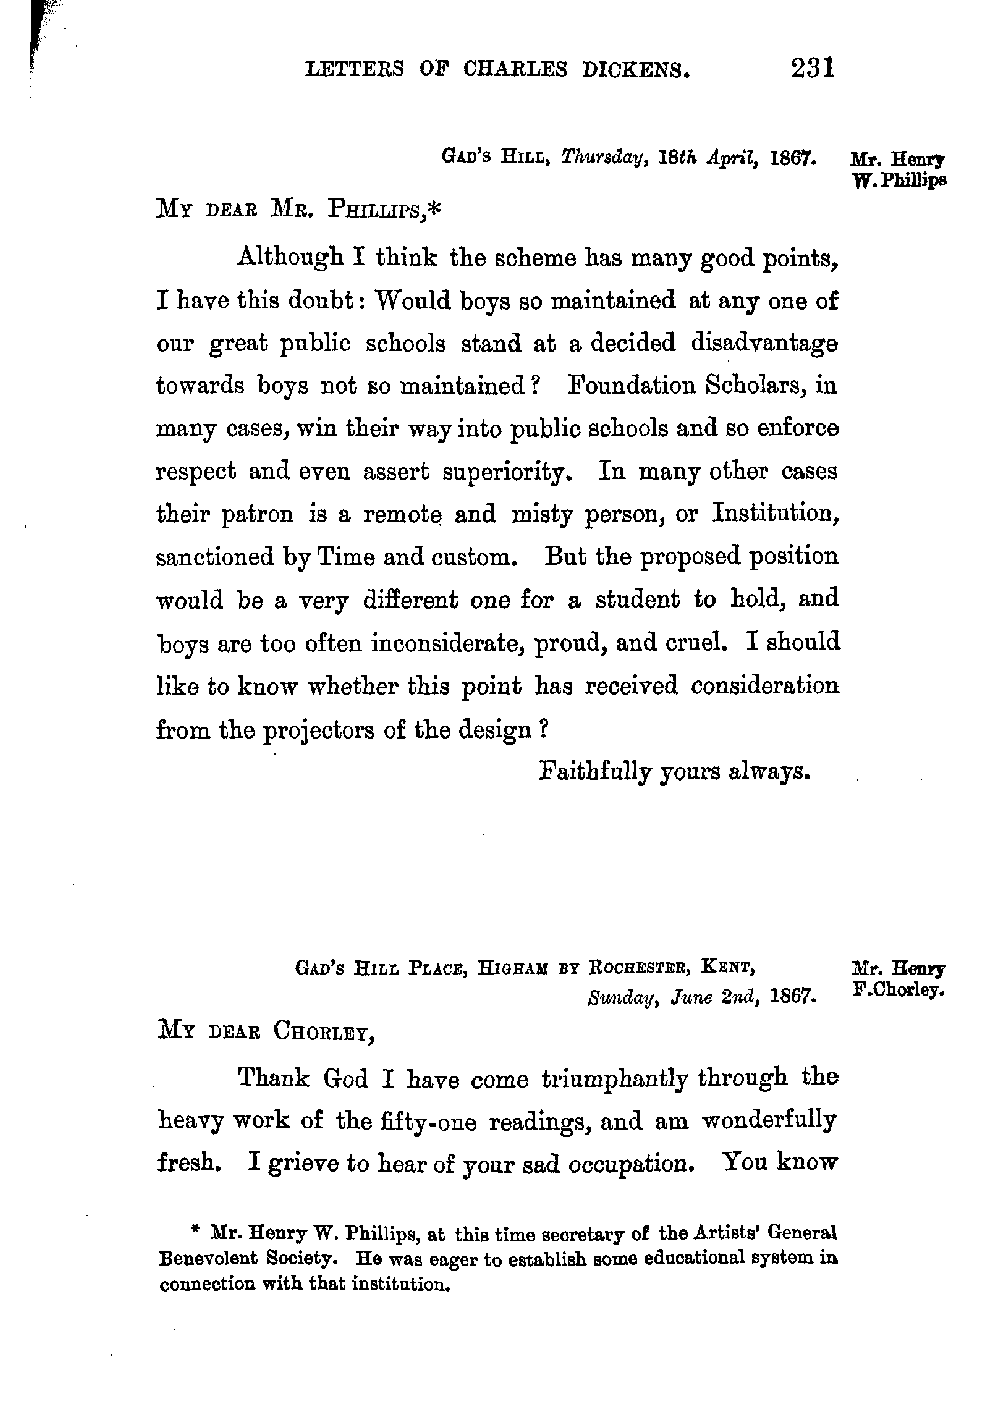 LETTERS OF CHARLES DICKENS. 231
GAD'S HILL, Thursday, 18th April, 1867.
Mr. Henry
W. Phillips
MY DEAR MR. PHILLIPS,*
Although I think the scheme has many good points,
I have this doubt: Would boys so maintained at any one of
our great public schools stand at a decided disadvantage
towards boys not so maintained? Foundation Scholars, in
many cases, win their way into public schools and so enforce
respect and even assert superiority. In many other cases
their patron is a remote and misty person, or Institution,
sanctioned by Time and custom. But the proposed position
would be a very different one for a student to hold, and
boys are too often inconsiderate, proud, and cruel. I should
like to know whether this point has received consideration
from the projectors of the design?
Faithfully yours always.
GAD'S HILL PLACE, HIGHAM BY ROCHESTER, KENT,
Sunday, June 2nd, 1867.
Mr. Henry
F. Chorley.
MY DEAR CHORLEY,
Thank God I have come triumphantly through the
heavy work of the fifty-one readings, and am wonderfully
fresh. I grieve to hear of your sad occupation. You know
* Mr. Henry W. Phillips, at this time secretary of the Artists' General
Benevolent Society. He was eager to establish some educational system in
connection with that institution.